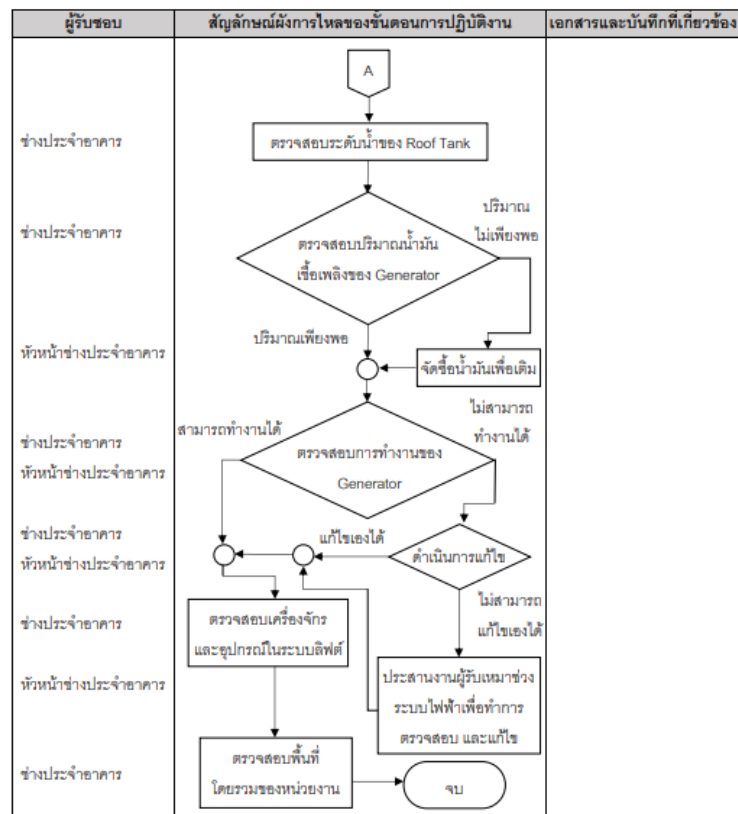 ผู้รับชอบ
สัญลักษณ์ผังการไหลของขั้นตอนการปฏิบัติงาน
เอกสารและบันทึกที่เกี่ยวข้อง
A
ช่างประจำอาคาร
ตรวจสอบระดับน้ำของ Roof Tank
ช่างประจำอาคาร
ตรวจสอบปริมาณน้ำมัน
เชื้อเพลิงของ Generator
ปริมาณ
ไม่เพียงพอ
ปริมาณเพียงพอ
หัวหน้าช่างประจำอาคาร
จัดซื้อน้ำมันเพื่อเติม
สามารถทำงานได้
ไม่สามารถ
ทำงานได้
ช่างประจำอาคาร
หัวหน้าช่างประจำอาคาร
ตรวจสอบการทำงานของ
Generator
ช่างประจำอาคาร
หัวหน้าช่างประจำอาคาร
แก้ไขเองได้
ดำเนินการแก้ไข
ไม่สามารถ
แก้ไขเองได้
ช่างประจำอาคาร
ตรวจสอบเครื่องจักร
และอุปกรณ์ในระบบลิฟต์
หัวหน้าช่างประจำอาคาร
ประสานงานผู้รับเหมาช่วง
ระบบไฟฟ้าเพื่อทำการ
ตรวจสอบ และแก้ไข
ช่างประจำอาคาร
ตรวจสอบพื้นที่
โดยรวมของหน่วยงาน
จบ